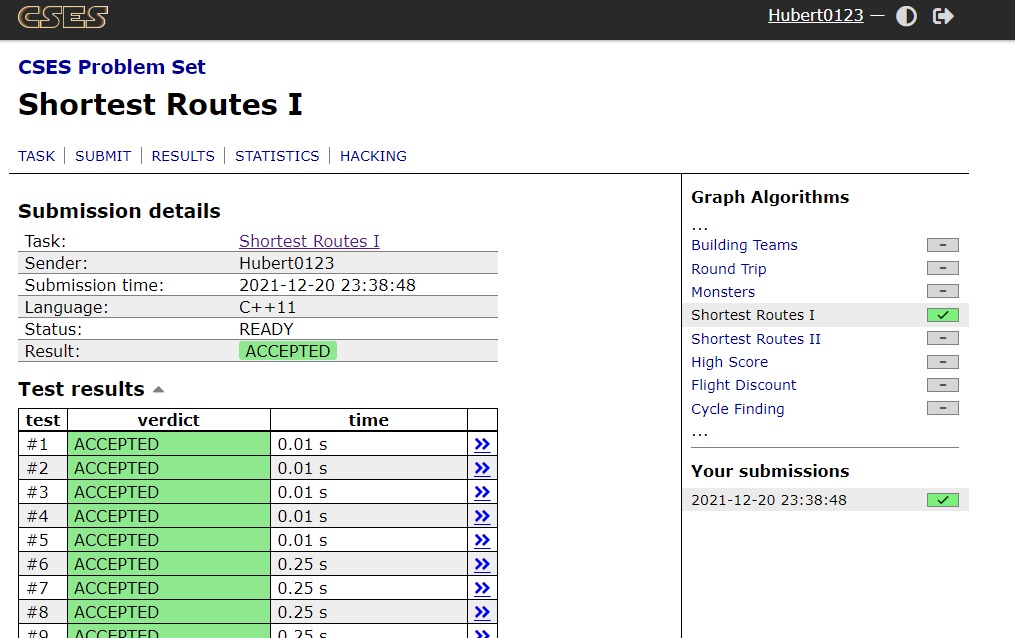 CSES
Hubert0123 —
CSES Problem Set
Shortest Routes I
TASK | SUBMIT | RESULTS | STATISTICS | HACKING
Submission details
Task: Shortest Routes I
Sender: Hubert0123
Submission time: 2021-12-20 23:38:48
Language: C++11
Status: READY
Result: ACCEPTED
Test results
test verdict time
#1 ACCEPTED 0.01 s »
#2 ACCEPTED 0.01 s »
#3 ACCEPTED 0.01 s »
#4 ACCEPTED 0.01 s »
#5 ACCEPTED 0.01 s »
#6 ACCEPTED 0.25 s »
#7 ACCEPTED 0.25 s »
#8 ACCEPTED 0.25 s »
#9 ACCEPTED 0.25 s »
Graph Algorithms
...
Building Teams –
Round Trip –
Monsters –
Shortest Routes I ✓
Shortest Routes II –
High Score –
Flight Discount –
Cycle Finding –
...
Your submissions
2021-12-20 23:38:48 ✓